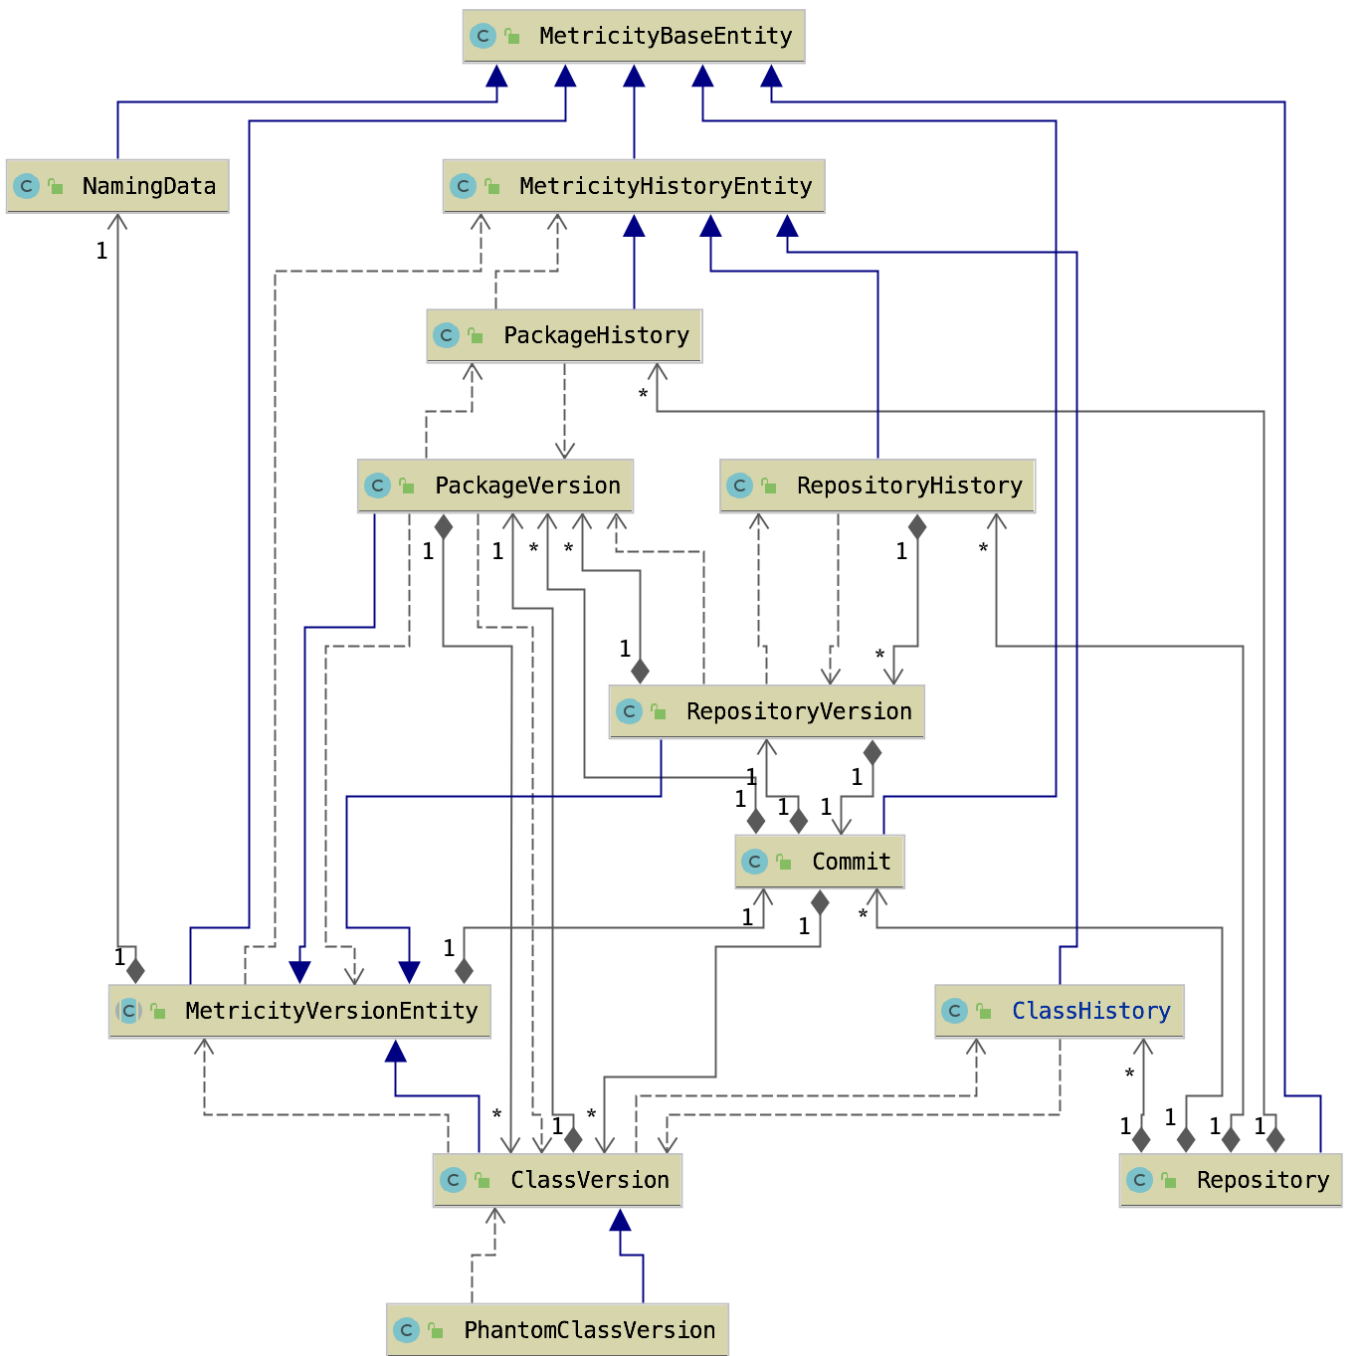 C MetricityBaseEntity
C NamingData
C MetricityHistoryEntity
1
C PackageHistory
*
C PackageVersion
C RepositoryHistory
1 1 * * 1 *
1 *
C RepositoryVersion
1 1
1 1 1
C Commit
1 1 *
1 1
C MetricityVersionEntity
C ClassHistory
*
* 1 * 1 1 1 1
C ClassVersion
C Repository
C PhantomClassVersion